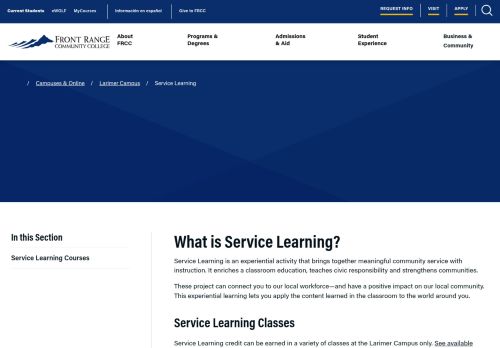 Current Students eWOLF MyCourses Información en español Give to FRCC REQUEST INFO VISIT APPLY
FRONT RANGE
COMMUNITY COLLEGE
About
FRCC
Programs &
Degrees
Admissions
& Aid
Student
Experience
Business &
Community
/ Campuses & Online / Larimer Campus / Service Learning
In this Section
Service Learning Courses
What is Service Learning?
Service Learning is an experiential activity that brings together meaningful community service with
instruction. It enriches a classroom education, teaches civic responsibility and strengthens communities.
These project can connect you to our local workforce—and have a positive impact on our local community.
This experiential learning lets you apply the content learned in the classroom to the world around you.
Service Learning Classes
Service Learning credit can be earned in a variety of classes at the Larimer Campus only. See available